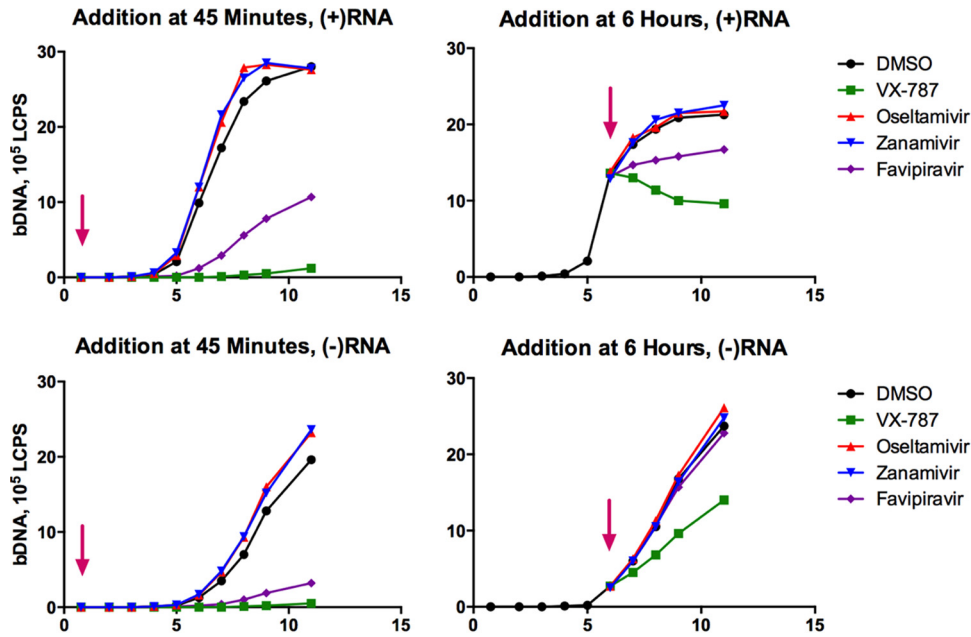 Addition at 45 Minutes, (+)RNA
bDNA, 10⁵ LCPS
30
20
10
0
0 5 10 15
Addition at 6 Hours, (+)RNA
30
20
10
0
0 5 10 15
DMSO
VX-787
Oseltamivir
Zanamivir
Favipiravir
Addition at 45 Minutes, (-)RNA
bDNA, 10⁵ LCPS
30
20
10
0
0 5 10 15
Addition at 6 Hours, (-)RNA
30
20
10
0
0 5 10 15
DMSO
VX-787
Oseltamivir
Zanamivir
Favipiravir